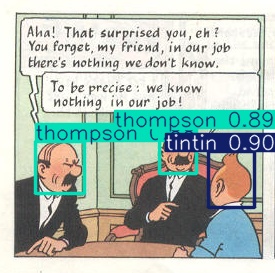 Aha! That surprised you, eh?
You forget, my friend, in our job
there's nothing we don't know.
To be precise: we know
nothing in our job!
thompson 0.89
thompson
tintin 0.90